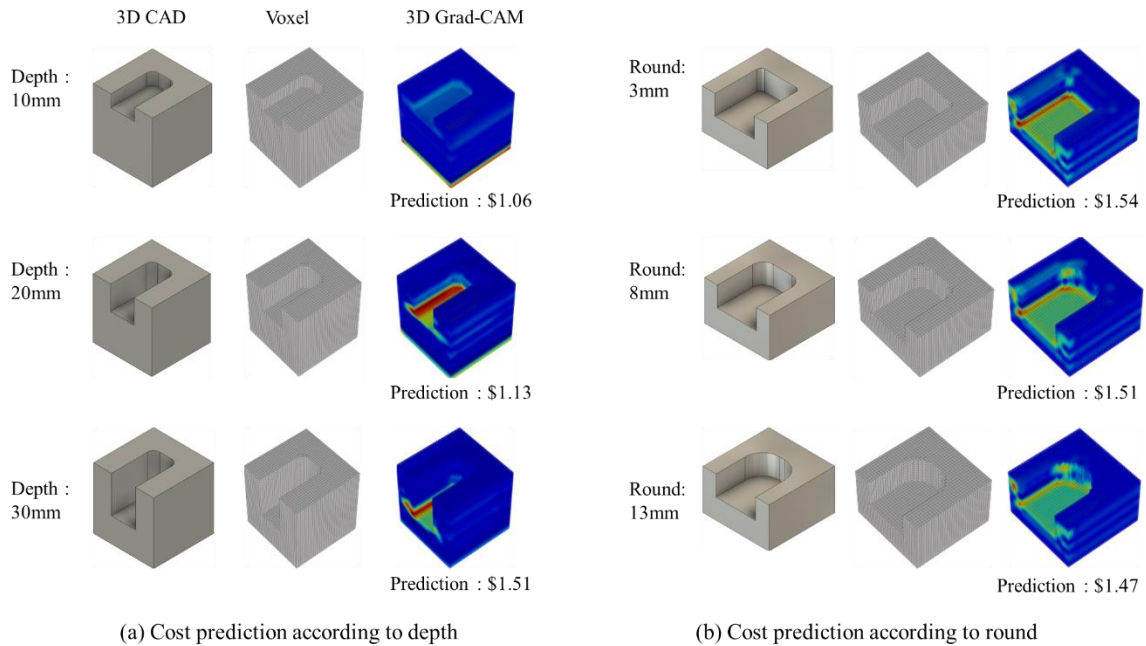 3D CAD Voxel 3D Grad-CAM
Depth :
10mm
Prediction : $1.06
Depth :
20mm
Prediction : $1.13
Depth :
30mm
Prediction : $1.51
(a) Cost prediction according to depth
Round:
3mm
Prediction : $1.54
Round:
8mm
Prediction : $1.51
Round:
13mm
Prediction : $1.47
(b) Cost prediction according to round